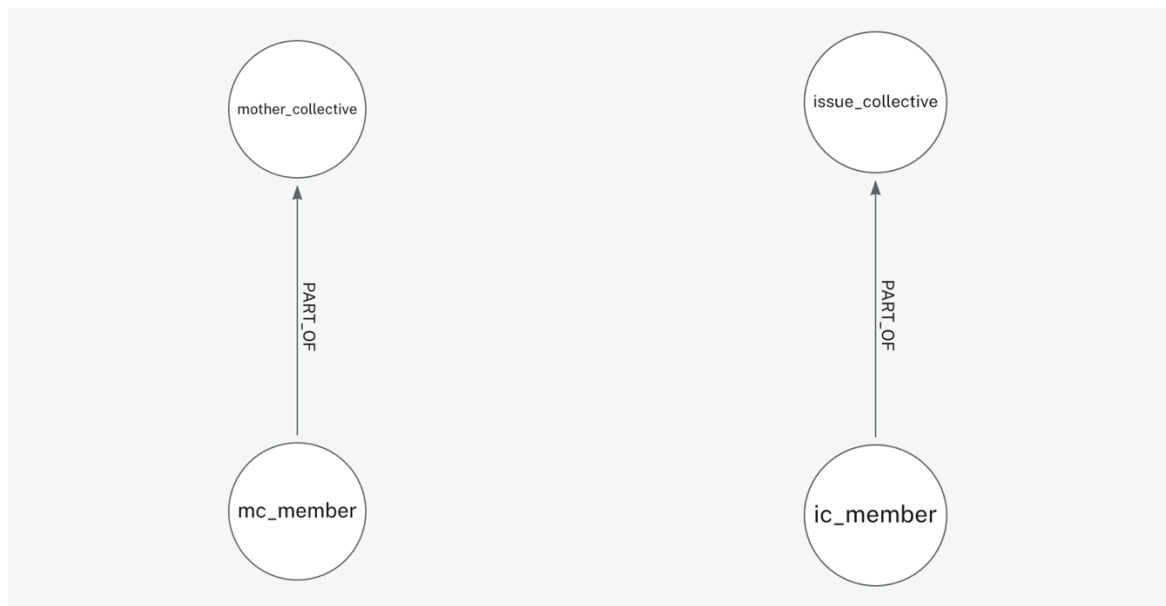 mother_collective
issue_collective
PART_OF
PART_OF
mc_member
ic_member